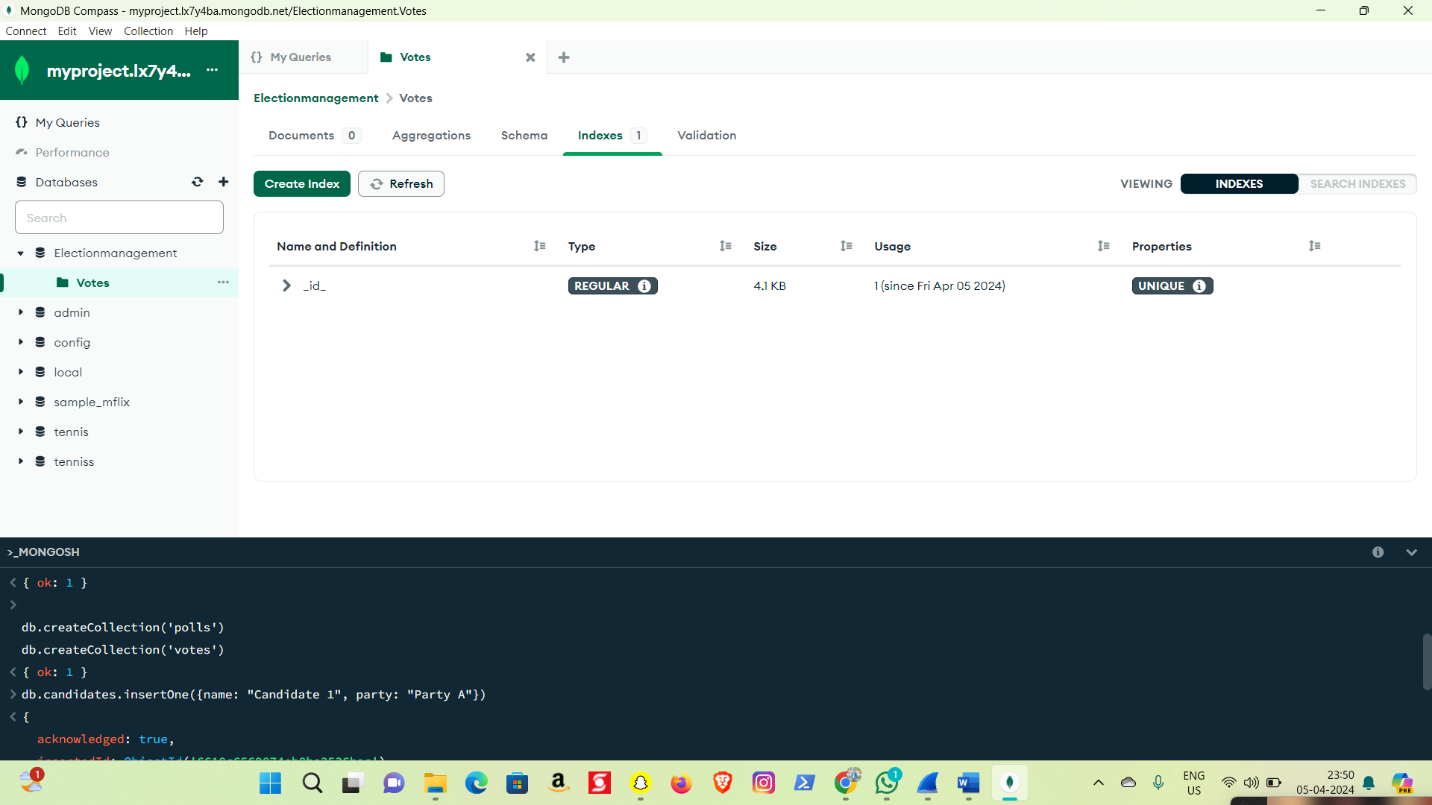 MongoDB Compass - myproject.lx7y4ba.mongodb.net/Electionmanagement.Votes
Connect Edit View Collection Help
myproject.lx7y4... ...
{} My Queries
Votes
Electionmanagement > Votes
{} My Queries
Performance
Databases
Search
Electionmanagement
Votes ...
admin
config
local
sample_mflix
tennis
tenniss
Documents 0 Aggregations Schema Indexes 1 Validation
Create Index Refresh VIEWING INDEXES SEARCH INDEXES
Name and Definition Type Size Usage Properties
_id_ REGULAR 4.1 KB 1 (since Fri Apr 05 2024) UNIQUE
>_MONGOSH
< { ok: 1 }
>
db.createCollection('polls')
db.createCollection('votes')
< { ok: 1 }
> db.candidates.insertOne({name: "Candidate 1", party: "Party A"})
< {
acknowledged: true,
1
1
ENG
US
23:50
05-04-2024
PRE